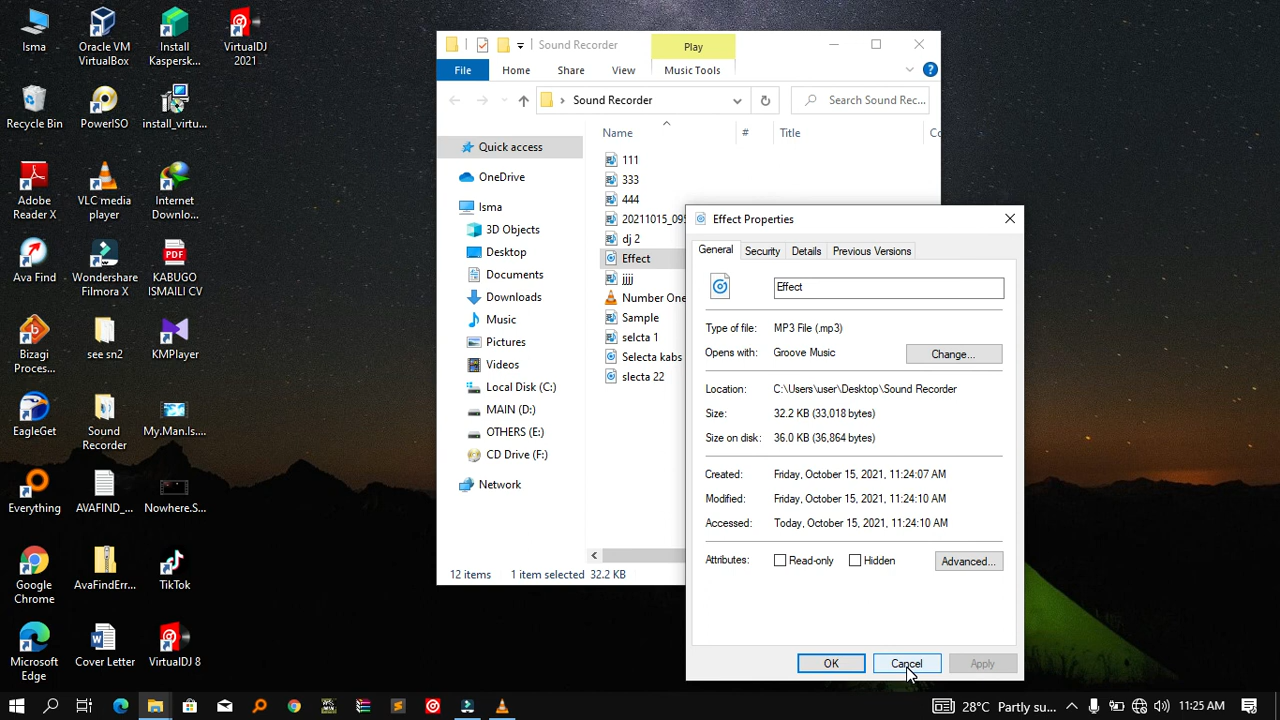 Isma
Oracle VM
VirtualBox
Install
Kaspersk...
VirtualDJ
2021
Recycle Bin
PowerISO
install_virtu...
Adobe
Reader X
VLC media
player
Internet
Downlo...
Ava Find
Wondershare
Filmora X
PDF
KABUGO
ISMAILI CV
Bizagi
Proces...
see sn2
KMPlayer
EagleGet
Sound
Recorder
My.Man.Is....
Everything
AVAFIND_...
Nowhere.S...
Google
Chrome
AvaFindErr...
TikTok
Microsoft
Edge
Cover Letter
VirtualDJ 8
Sound Recorder
Play
File
Home
Share
View
Music Tools
Sound Recorder
Search Sound Rec...
Quick access
OneDrive
Isma
3D Objects
Desktop
Documents
Downloads
Music
Pictures
Videos
Local Disk (C:)
MAIN (D:)
OTHERS (E:)
CD Drive (F:)
Network
Name
#
Title
Co
111
333
444
20211015_095
dj 2
Effect
jjjj
Number One
Sample
selcta 1
Selecta kabs
slecta 22
12 items
1 item selected 32.2 KB
Effect Properties
General
Security
Details
Previous Versions
Effect
Type of file: MP3 File (.mp3)
Opens with: Groove Music
Change...
Location: C:\Users\user\Desktop\Sound Recorder
Size: 32.2 KB (33,018 bytes)
Size on disk: 36.0 KB (36,864 bytes)
Created: Friday, October 15, 2021, 11:24:07 AM
Modified: Friday, October 15, 2021, 11:24:10 AM
Accessed: Today, October 15, 2021, 11:24:10 AM
Attributes: Read-only Hidden
Advanced...
OK
Cancel
Apply
28°C Partly su...
11:25 AM